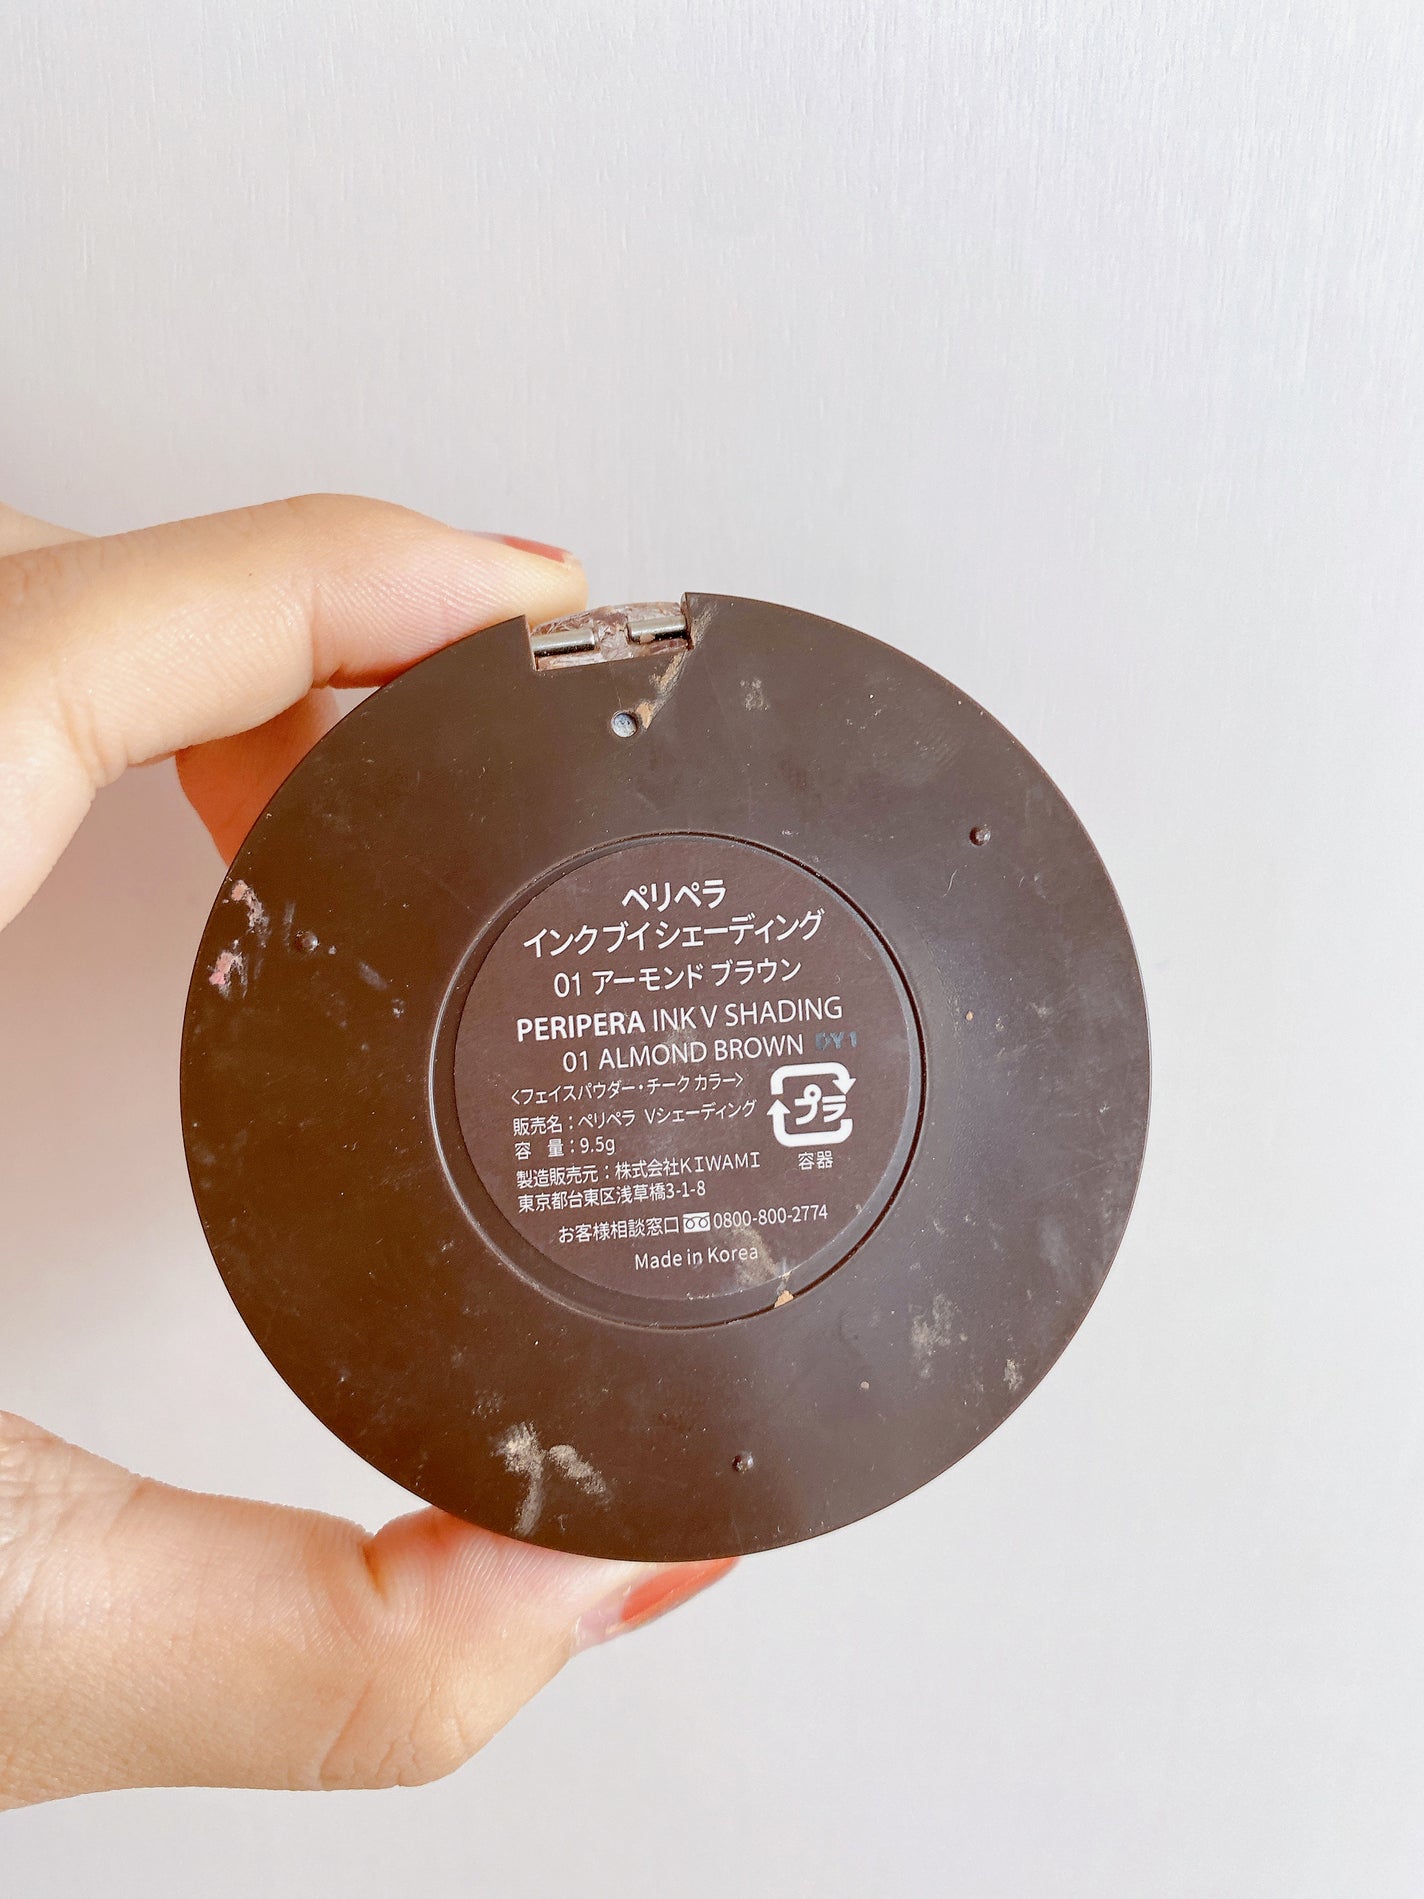 ペリペラ
インク ブイ シェーディング
01 アーモンド ブラウン
PERIPERA INK V SHADING
01 ALMOND BROWN DY1
<フェイスパウダー・チーク カラー>
販売名：ペリペラ Vシェーディング
容 量：9.5g
プラ
容器
製造販売元：株式会社KIWAMI
東京都台東区浅草橋3-1-8
お客様相談窓口 0800-800-2774
Made in Korea